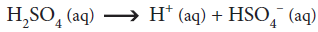 H₂SO₄ (aq) ⟶ H⁺ (aq) + HSO₄⁻ (aq)